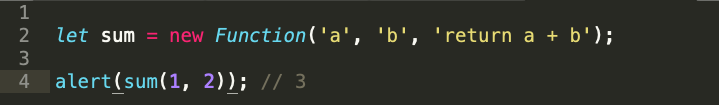 1
2 let sum = new Function('a', 'b', 'return a + b');
3
4 alert(sum(1, 2)); // 3